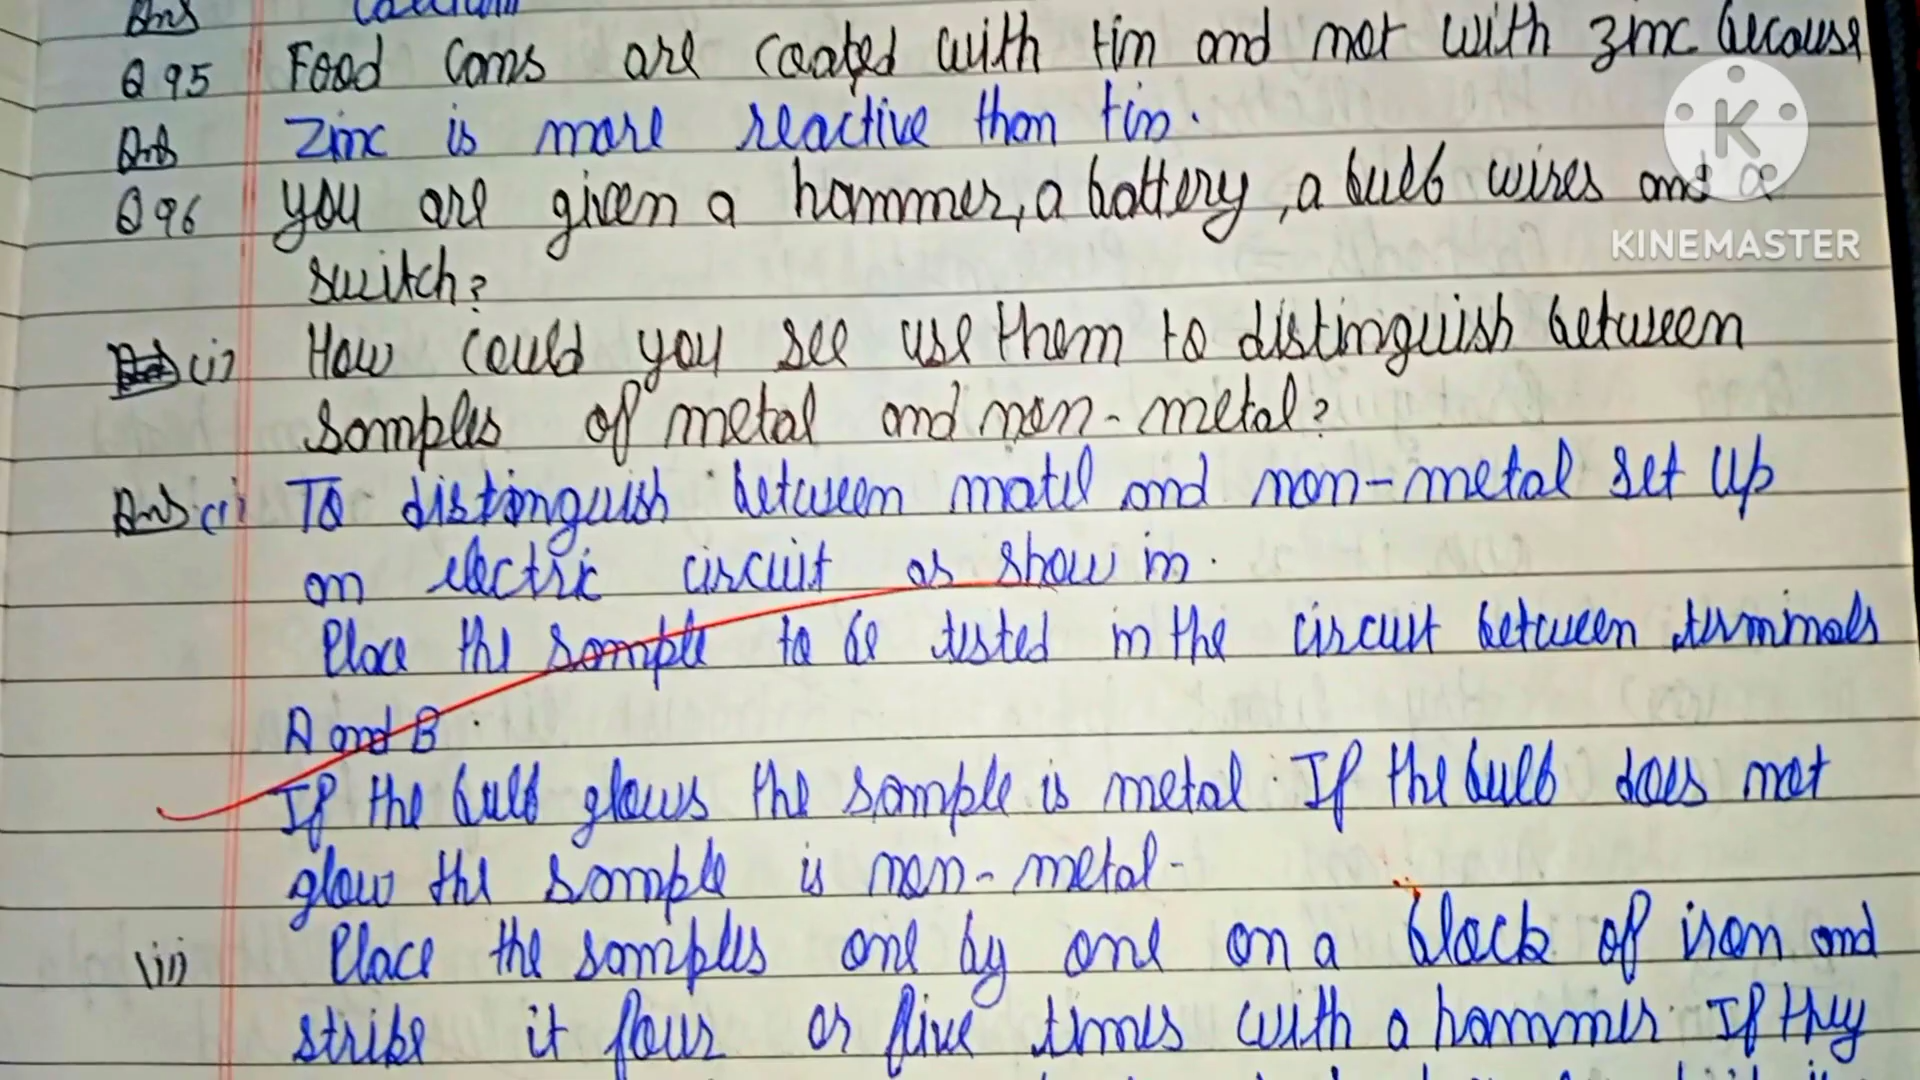 Ans Calcium
Q 95 Food Cans are coated with tin and not with zinc because
Ans Zinc is more reactive than tin.
Q 96 you are given a hammer, a battery, a bulb wires and a
switch?
(i) How could you see use them to distinguish between
samples of metal and non-metal?
Ans (i) To distinguish between matel and non-metal set up
an electric circuit as show in.
Place the sample to be tested in the circuit between terminals
A and B.
If the bulb glows the sample is metal. If the bulb does not
glow the sample is non-metal-
(ii) Place the samples one by one on a block of iron and
strike it four or five times with a hammer. If they
K
KINEMASTER